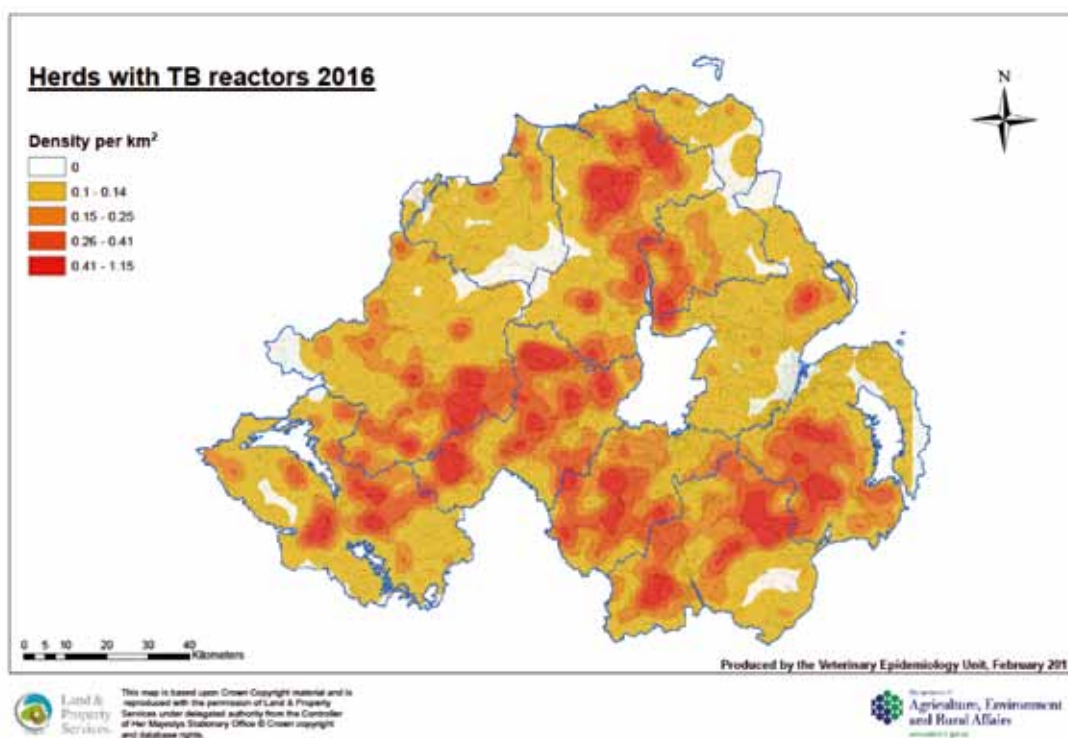 Herds with TB reactors 2016
N
Density per km²
0
0.1 - 0.14
0.15 - 0.25
0.26 - 0.41
0.41 - 1.15
0 5 10 20 30 40
Kilometers
Produced by the Veterinary Epidemiology Unit, February 201
Land &
Property
Services
This map is based upon Crown Copyright material and is
reproduced with the permission of Land & Property
Services under delegated authority from the Controller
of Her Majestys Stationary Office © Crown copyright
and database rights.
Agriculture, Environment
and Rural Affairs